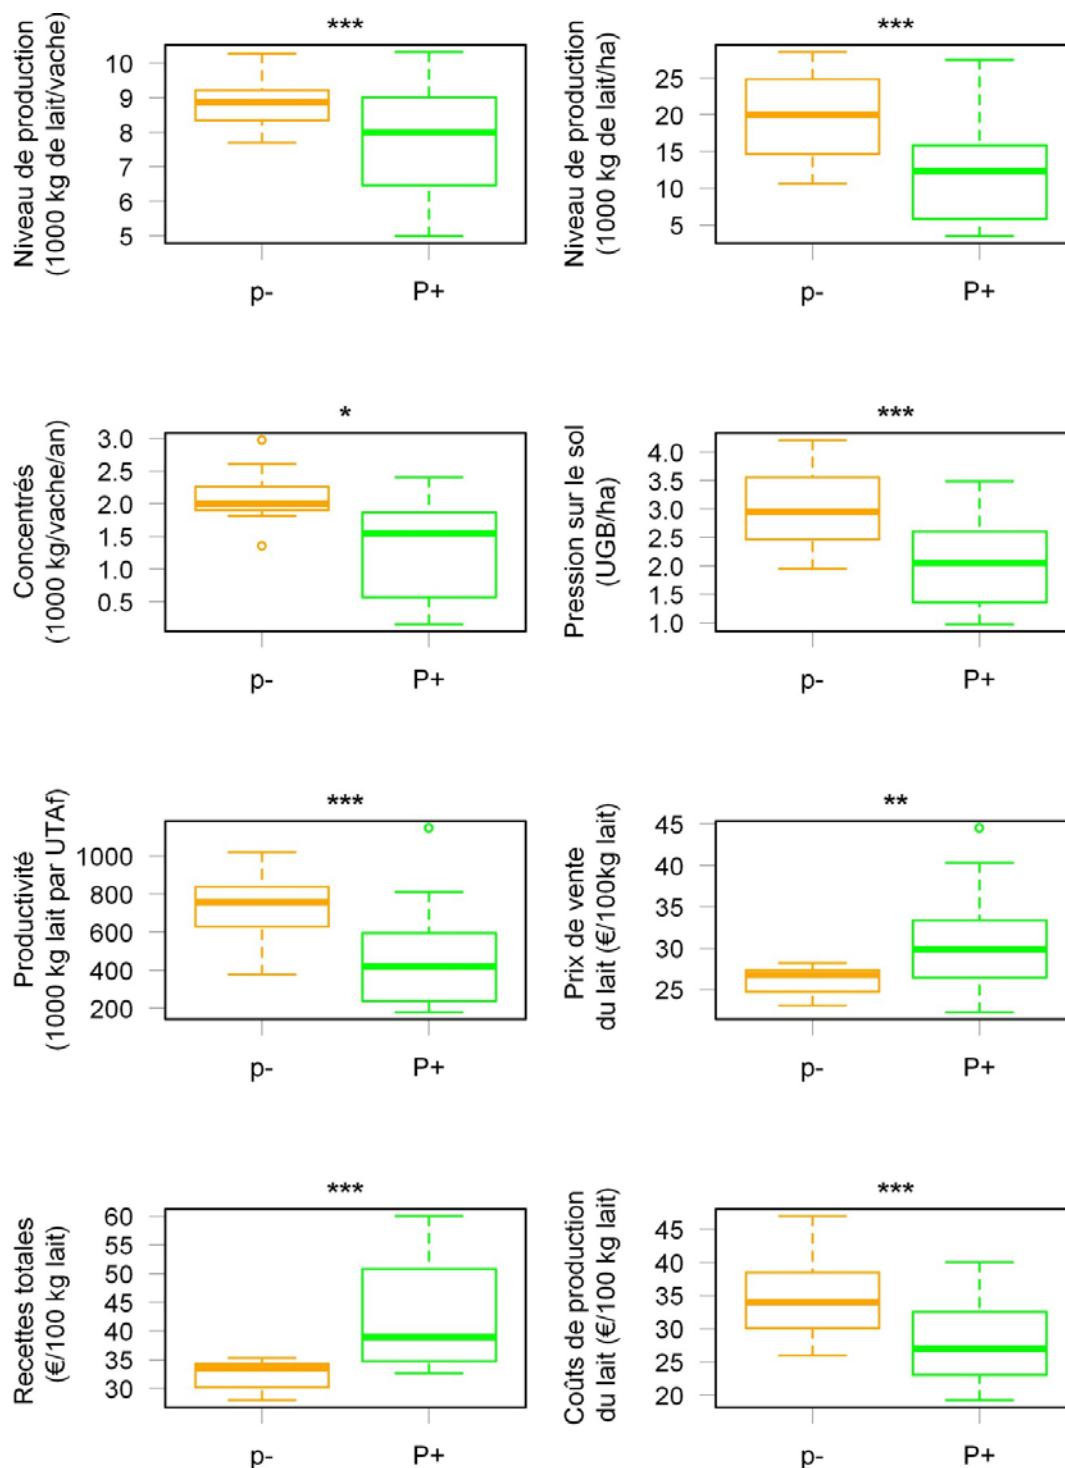 ***
Niveau de production
(1000 kg de lait/vache)
10
9
8
7
6
5
p-
P+
***
Niveau de production
(1000 kg de lait/ha)
25
20
15
10
5
p-
P+
*
Concentrés
(1000 kg/vache/an)
3.0
2.5
2.0
1.5
1.0
0.5
p-
P+
***
Pression sur le sol
(UGB/ha)
4.0
3.5
3.0
2.5
2.0
1.5
1.0
p-
P+
***
Productivité
(1000 kg lait par UTAf)
1000
800
600
400
200
p-
P+
**
Prix de vente
du lait (€/100kg lait)
45
40
35
30
25
p-
P+
***
Recettes totales
(€/100 kg lait)
60
55
50
45
40
35
30
p-
P+
***
Coûts de production
du lait (€/100 kg lait)
45
40
35
30
25
20
p-
P+